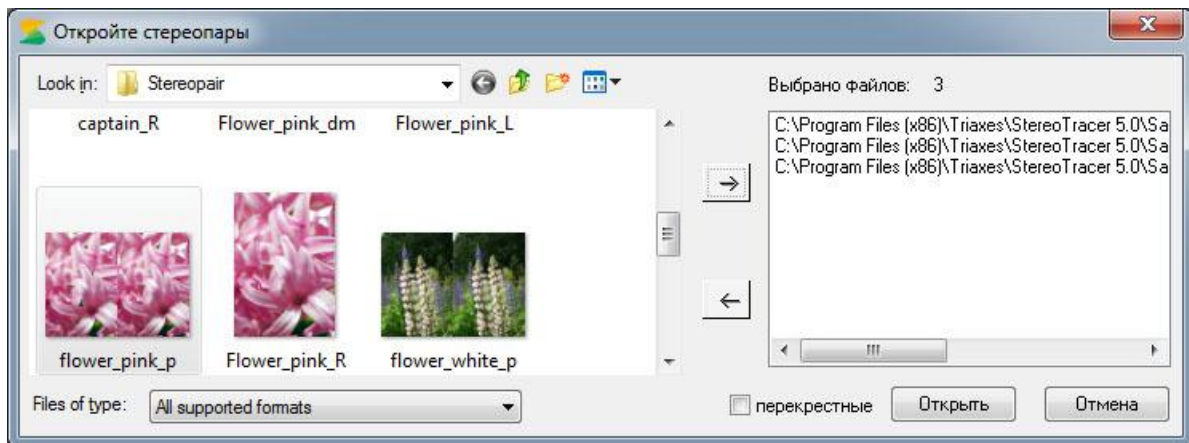 Откройте стереопары
Look in: Stereopair
Выбрано файлов: 3
captain_R Flower_pink_dm Flower_pink_L
C:\Program Files (x86)\Triaxes\StereoTracer 5.0\Sa
C:\Program Files (x86)\Triaxes\StereoTracer 5.0\Sa
C:\Program Files (x86)\Triaxes\StereoTracer 5.0\Sa
flower_pink_p Flower_pink_R flower_white_p
Files of type: All supported formats
перекрестные Открыть Отмена